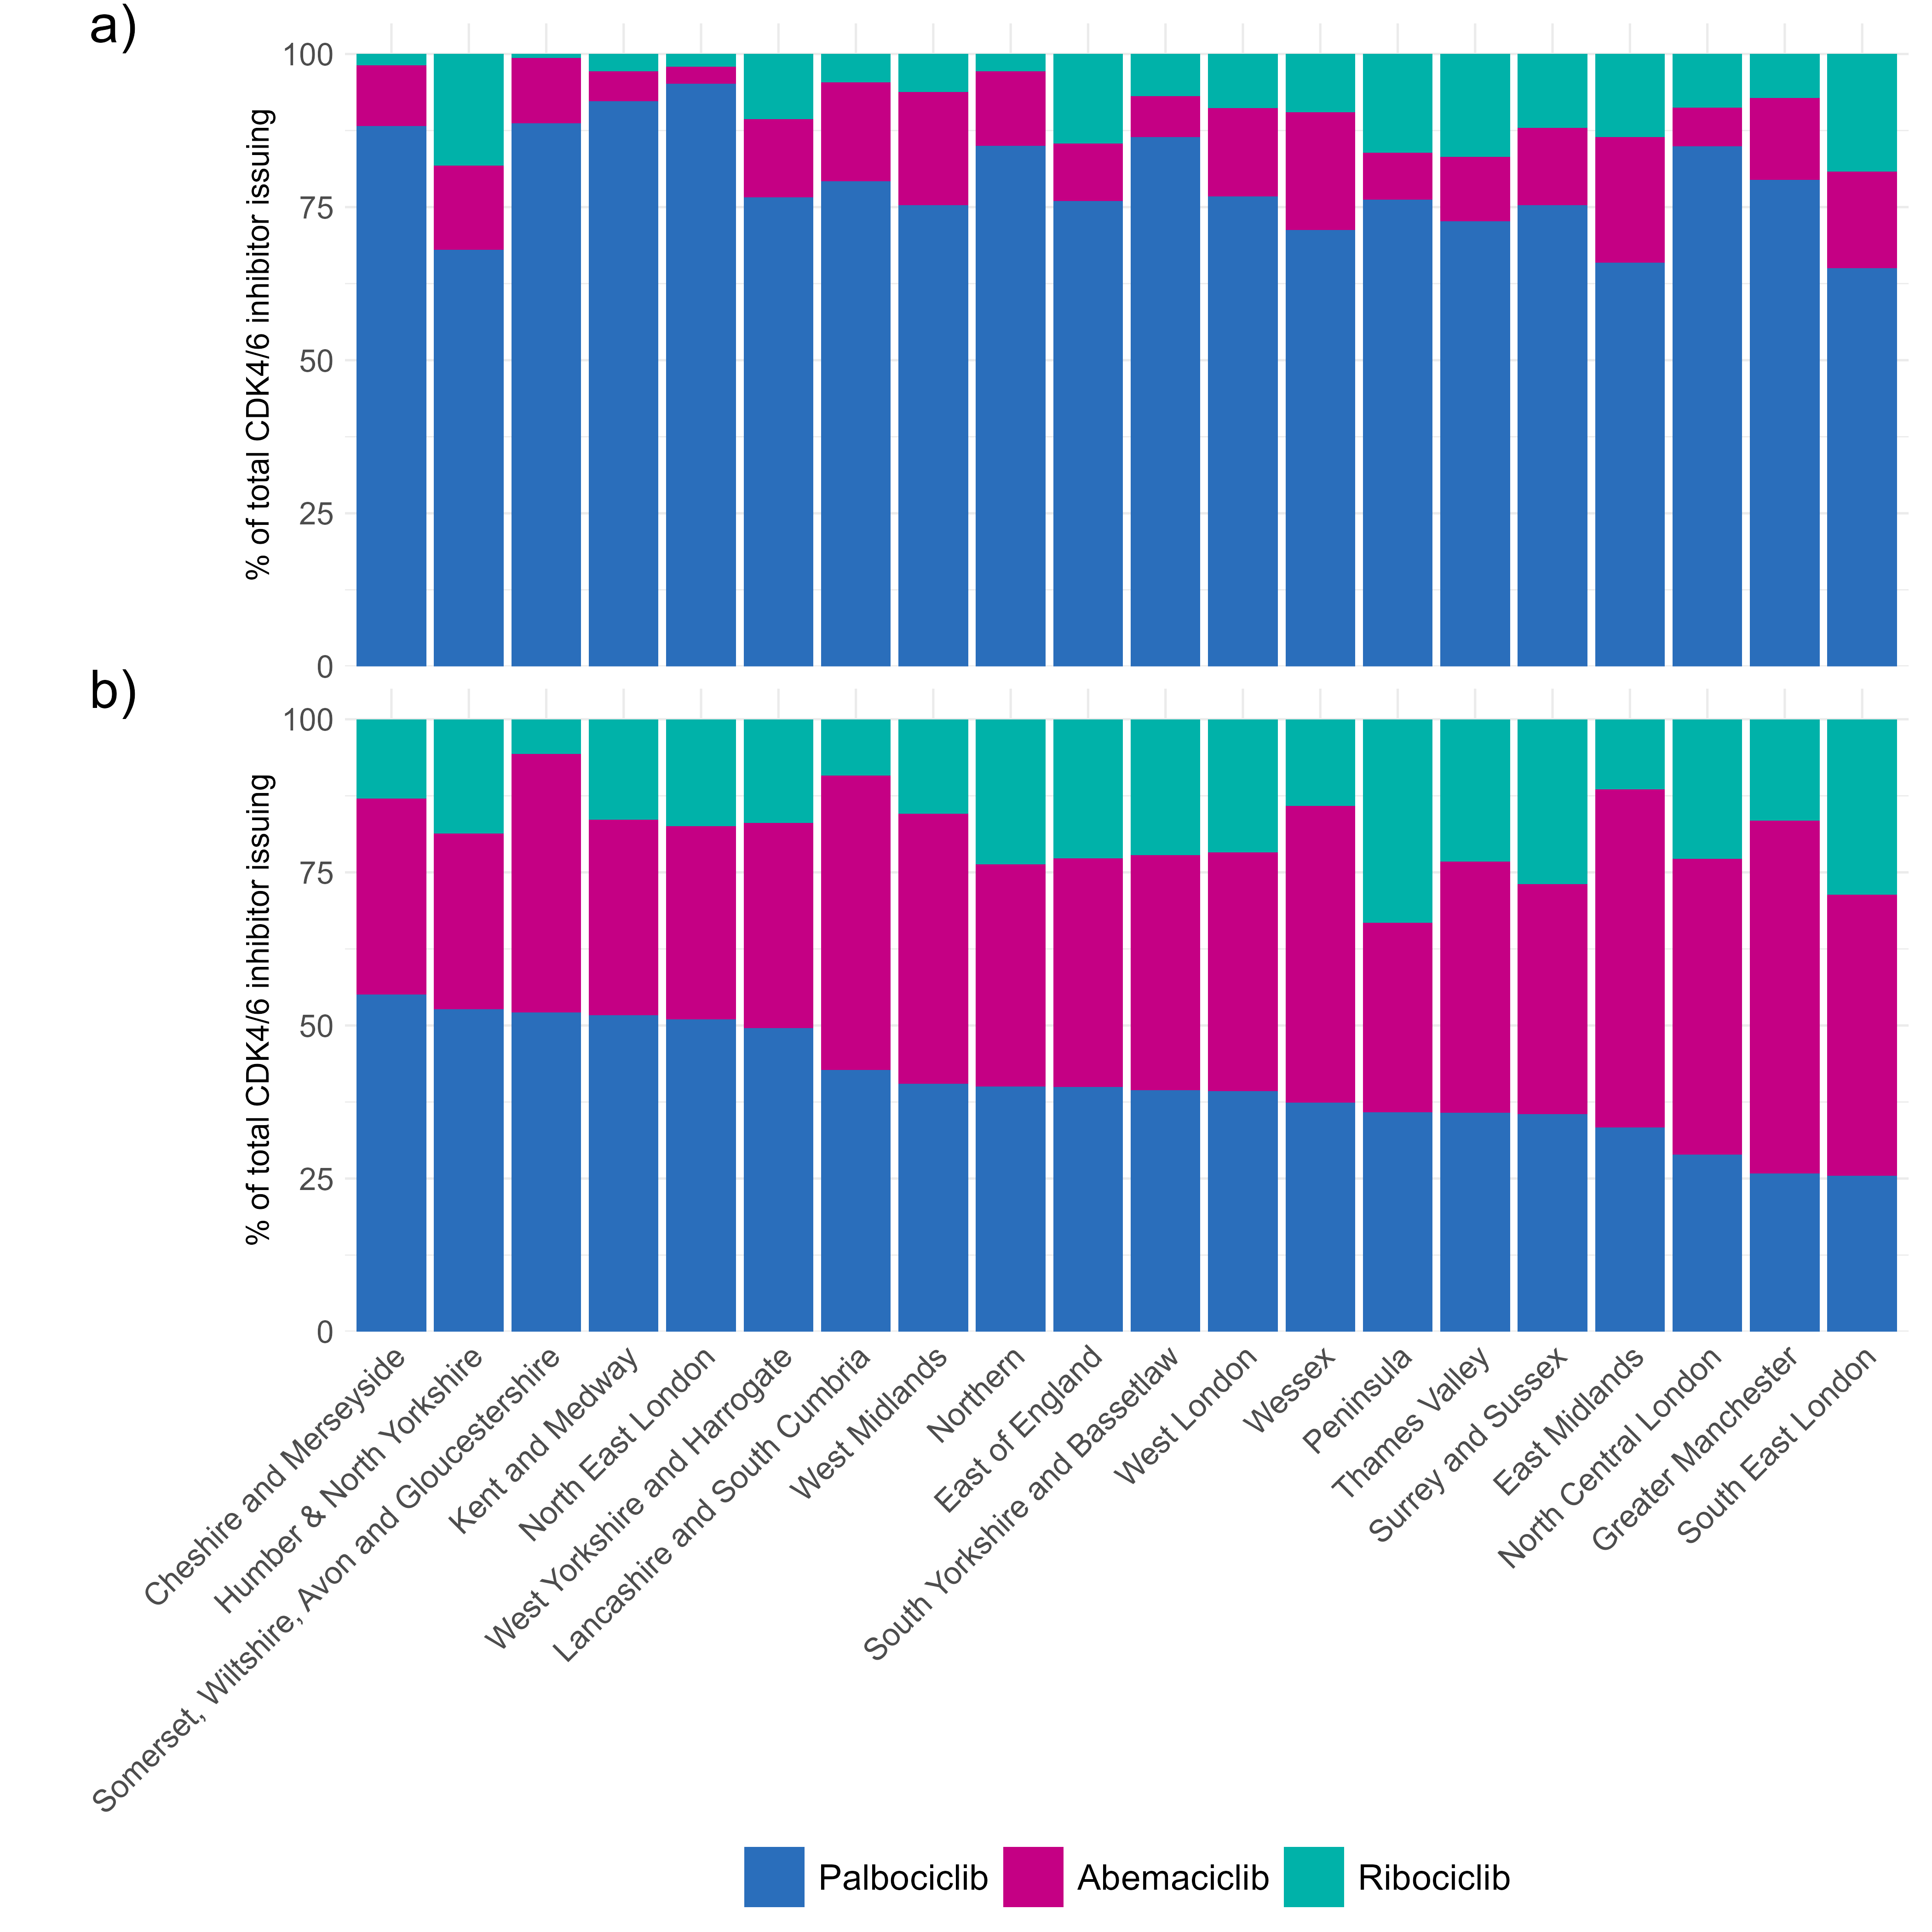 a)
100
75
50
25
0
% of total CDK4/6 inhibitor issuing
b)
100
75
50
25
0
% of total CDK4/6 inhibitor issuing
Cheshire and Merseyside
Humber & North Yorkshire
Somerset, Wiltshire, Avon and Gloucestershire
Kent and Medway
North East London
West Yorkshire and Harrogate
Lancashire and South Cumbria
West Midlands
Northern
East of England
South Yorkshire and Bassetlaw
West London
Wessex
Peninsula
Thames Valley
Surrey and Sussex
East Midlands
North Central London
Greater Manchester
South East London
Palbociclib Abemaciclib Ribociclib